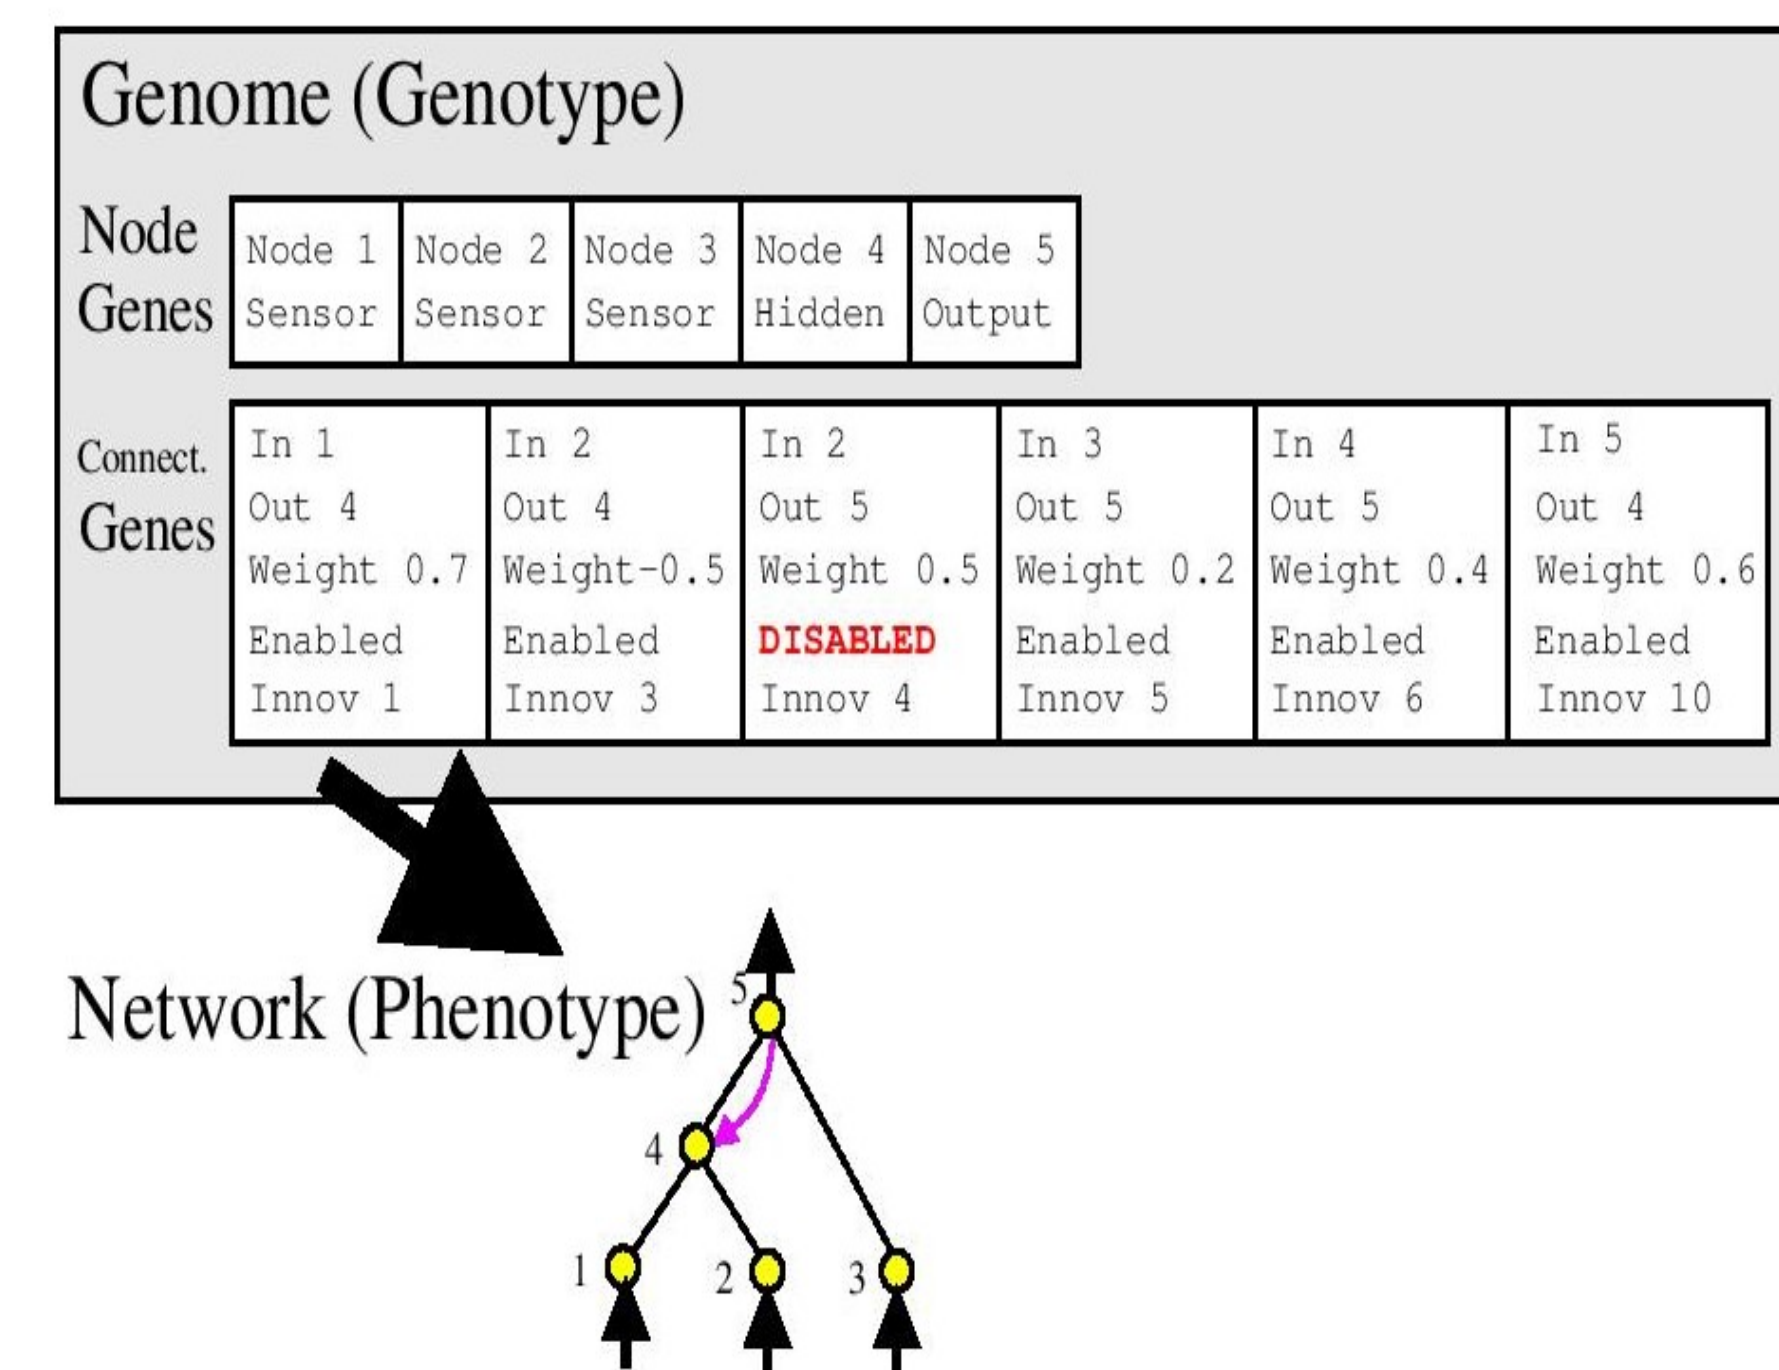 Genome (Genotype)
Node
Genes
Node 1
Sensor
Node 2
Sensor
Node 3
Sensor
Node 4
Hidden
Node 5
Output
Connect.
Genes
In 1
Out 4
Weight 0.7
Enabled
Innov 1
In 2
Out 4
Weight-0.5
Enabled
Innov 3
In 2
Out 5
Weight 0.5
DISABLED
Innov 4
In 3
Out 5
Weight 0.2
Enabled
Innov 5
In 4
Out 5
Weight 0.4
Enabled
Innov 6
In 5
Out 4
Weight 0.6
Enabled
Innov 10
Network (Phenotype)
5
4
1
2
3